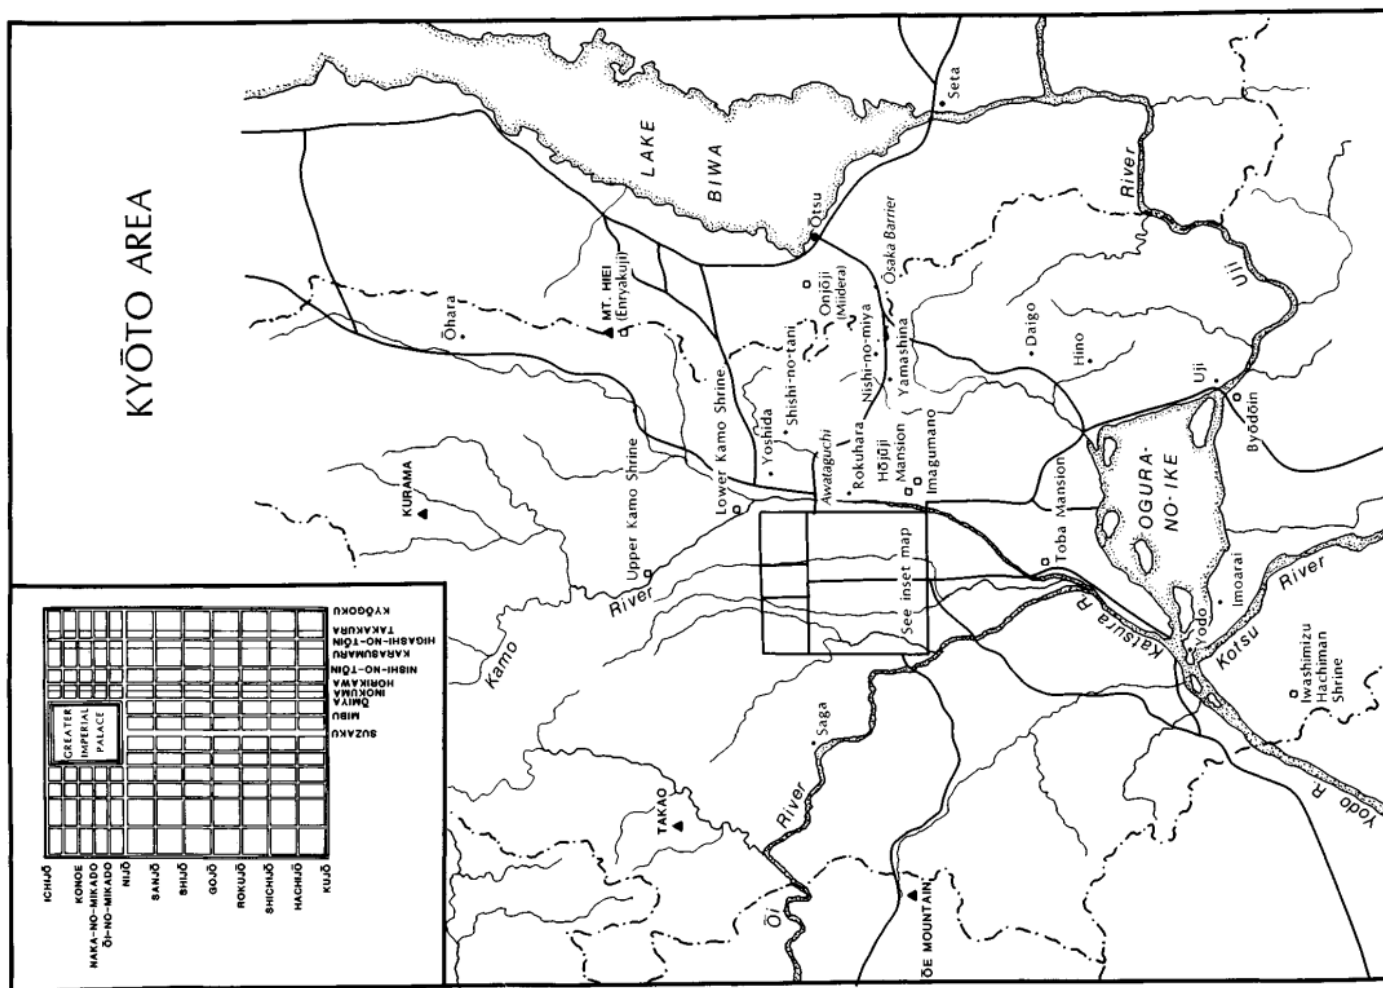 KYŌTO AREA
LAKE
BIWA
Seta
River
Uji
Ōtsu
Ōsaka Barrier
Onjōji
(Miidera)
MT. HIEI
(Enryakuji)
Ōhara
Shishi-no-tani
Nishi-no-miya
Yamashina
Daigo
Hino
Uji
Byōdōin
KURAMA
Upper Kamo Shrine
Lower Kamo Shrine
Yoshida
Awataguchi
Rokuhara
Hōjūji
Mansion
Imagumano
Toba Mansion
OGURA-
NO-IKE
Kamo
River
See inset map
Katsura
R.
Yodo
Imoarai
Kotsu
River
Iwashimizu
Hachiman
Shrine
Saga
River
Ōi
TAKAO
ŌE MOUNTAIN
Yodo
R.
GREATER
IMPERIAL
PALACE
KYŌGOKU
TAKAKURA
HIGASHI-NO-TŌIN
KARASUMARU
NISHI-NO-TŌIN
HORIKAWA
INOKUMA
ŌMIYA
MIBU
SUZAKU
ICHIJŌ
KONOE
NAKA-NO-MIKADO
ŌI-NO-MIKADO
NIJŌ
SANJŌ
SHIJŌ
GOJŌ
ROKUJŌ
SHICHIJŌ
HACHIJŌ
KUJŌ